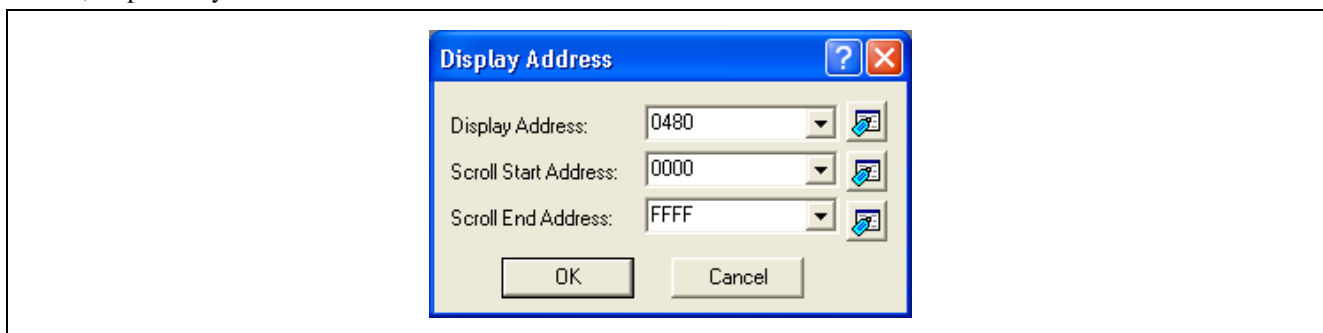 Display Address
Display Address: 0480
Scroll Start Address: 0000
Scroll End Address: FFFF
OK Cancel